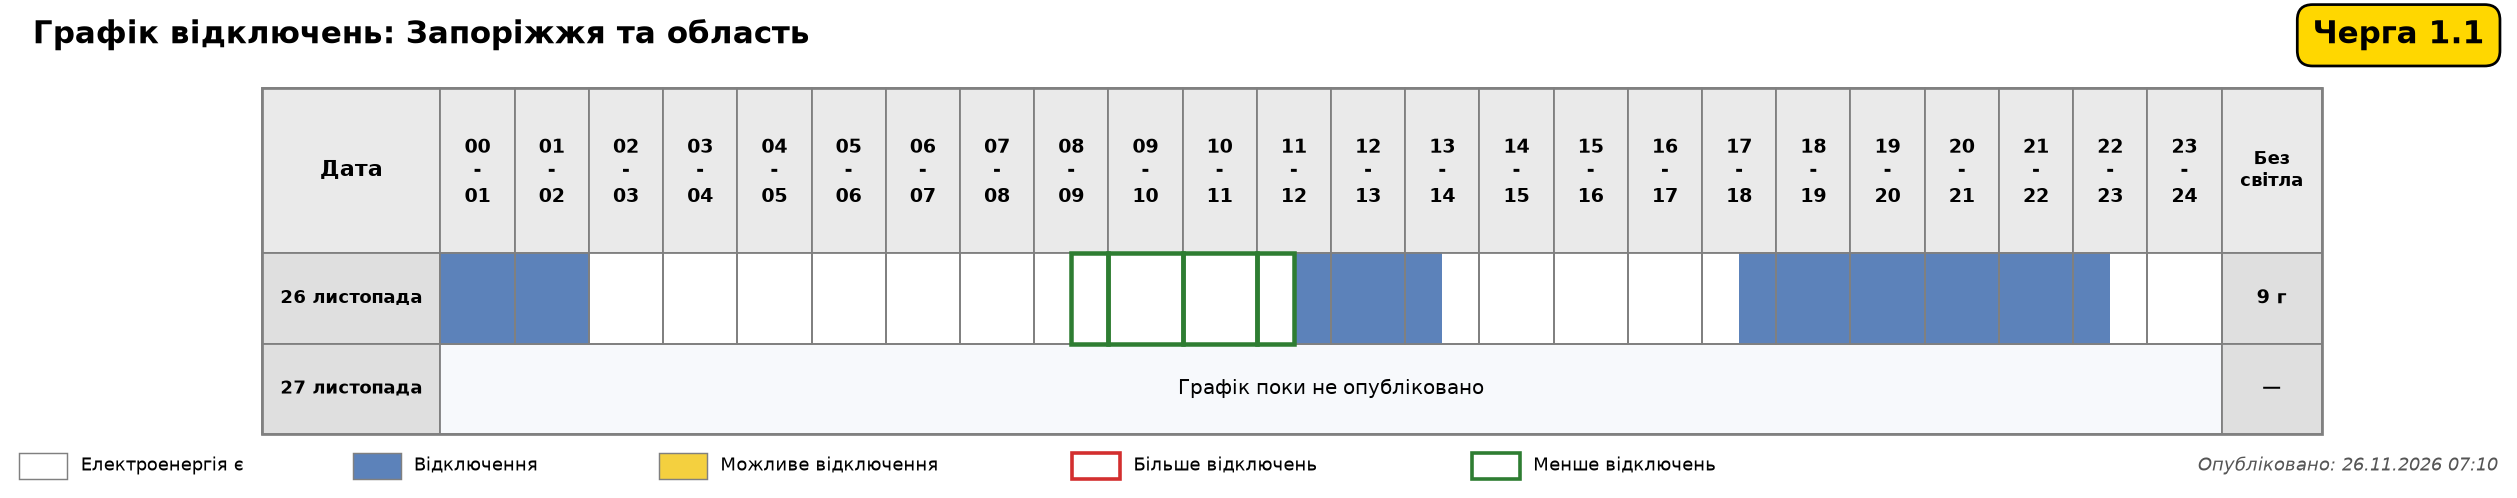 Графік відключень: Запоріжжя та область
Черга 1.1
Дата
00 - 01
01 - 02
02 - 03
03 - 04
04 - 05
05 - 06
06 - 07
07 - 08
08 - 09
09 - 10
10 - 11
11 - 12
12 - 13
13 - 14
14 - 15
15 - 16
16 - 17
17 - 18
18 - 19
19 - 20
20 - 21
21 - 22
22 - 23
23 - 24
Без
світла
26 листопада
9 г
27 листопада
Графік поки не опубліковано
—
Електроенергія є
Відключення
Можливе відключення
Більше відключень
Менше відключень
Опубліковано: 26.11.2026 07:10